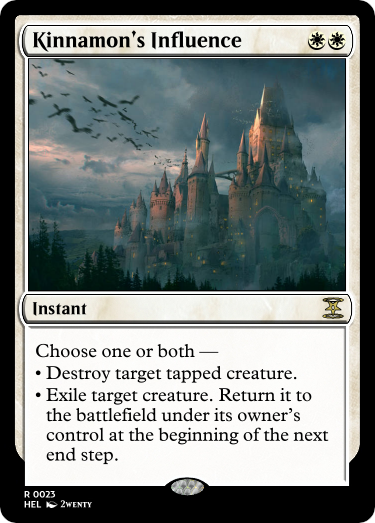 Kinnamon's Influence
Instant
Choose one or both —
• Destroy target tapped creature.
• Exile target creature. Return it to
the battlefield under its owner's
control at the beginning of the next
end step.
R 0023
HEL 2WENTY